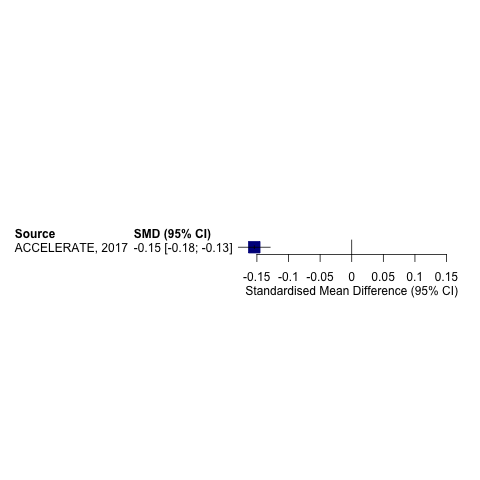 Source SMD (95% CI)
ACCELERATE, 2017 -0.15 [-0.18; -0.13]
-0.15 -0.1 -0.05 0 0.05 0.1 0.15
Standardised Mean Difference (95% CI)